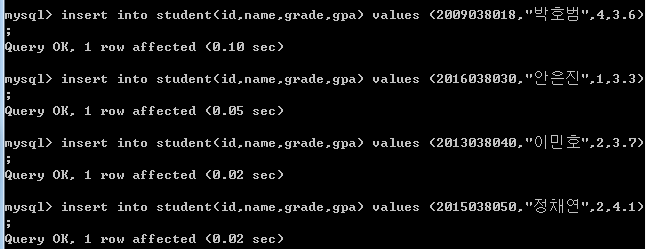 mysql> insert into student(id,name,grade,gpa) values (2009038018,"박호범",4,3.6)
;
Query OK, 1 row affected (0.10 sec)
mysql> insert into student(id,name,grade,gpa) values (2016038030,"안은진",1,3.3)
;
Query OK, 1 row affected (0.05 sec)
mysql> insert into student(id,name,grade,gpa) values (2013038040,"이민호",2,3.7)
;
Query OK, 1 row affected (0.02 sec)
mysql> insert into student(id,name,grade,gpa) values (2015038050,"정채연",2,4.1)
;
Query OK, 1 row affected (0.02 sec)